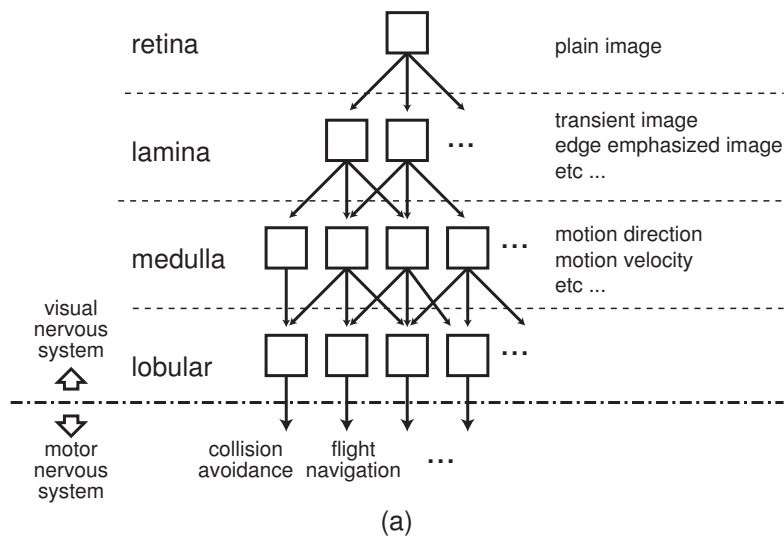 retina
plain image
lamina
...
transient image
edge emphasized image
etc ...
medulla
...
motion direction
motion velocity
etc ...
visual
nervous
system
lobular
...
motor
nervous
system
collision
avoidance
flight
navigation
...
(a)